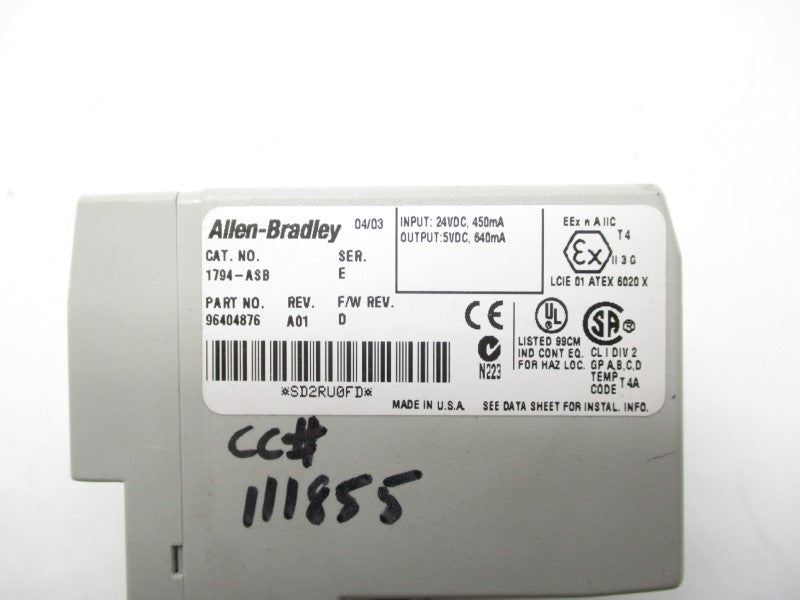 Allen-Bradley 04/03
CAT. NO. SER.
1794-ASB E
PART NO. REV. F/W REV.
96404876 A01 D
*SD2RU0FD*
INPUT: 24VDC, 450mA
OUTPUT:5VDC, 640mA
EEx n A IIC
Ex T4
II 3 G
LCIE 01 ATEX 6020 X
CE
N223
UL
LISTED 99CM
IND CONT EQ.
FOR HAZ LOC.
SA
CL I DIV 2
GP A,B,C,D
TEMP
CODE T4A
MADE IN U.S.A. SEE DATA SHEET FOR INSTAL. INFO.
CC#
111855